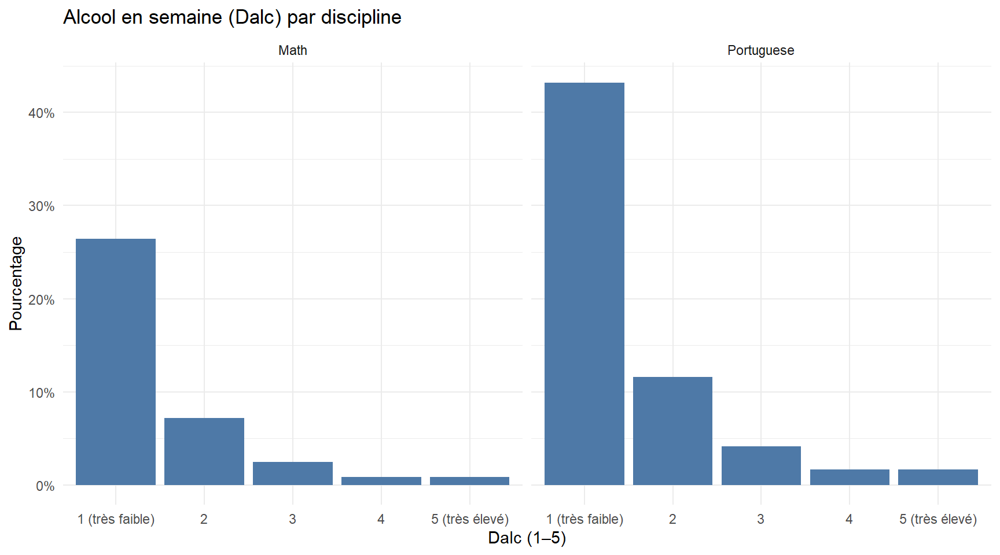 Alcool en semaine (Dalc) par discipline
Math
Portuguese
Pourcentage
40%
30%
20%
10%
0%
1 (très faible) 2 3 4 5 (très élevé)
1 (très faible) 2 3 4 5 (très élevé)
Dalc (1–5)